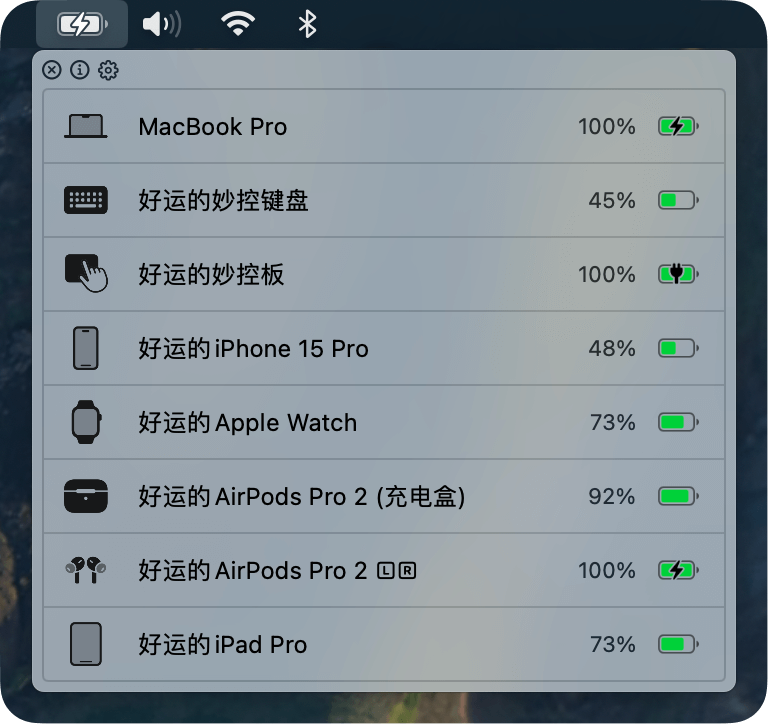 MacBook Pro 100%
好运的妙控键盘 45%
好运的妙控板 100%
好运的iPhone 15 Pro 48%
好运的Apple Watch 73%
好运的AirPods Pro 2 (充电盒) 92%
好运的AirPods Pro 2 🄻🅁 100%
好运的iPad Pro 73%